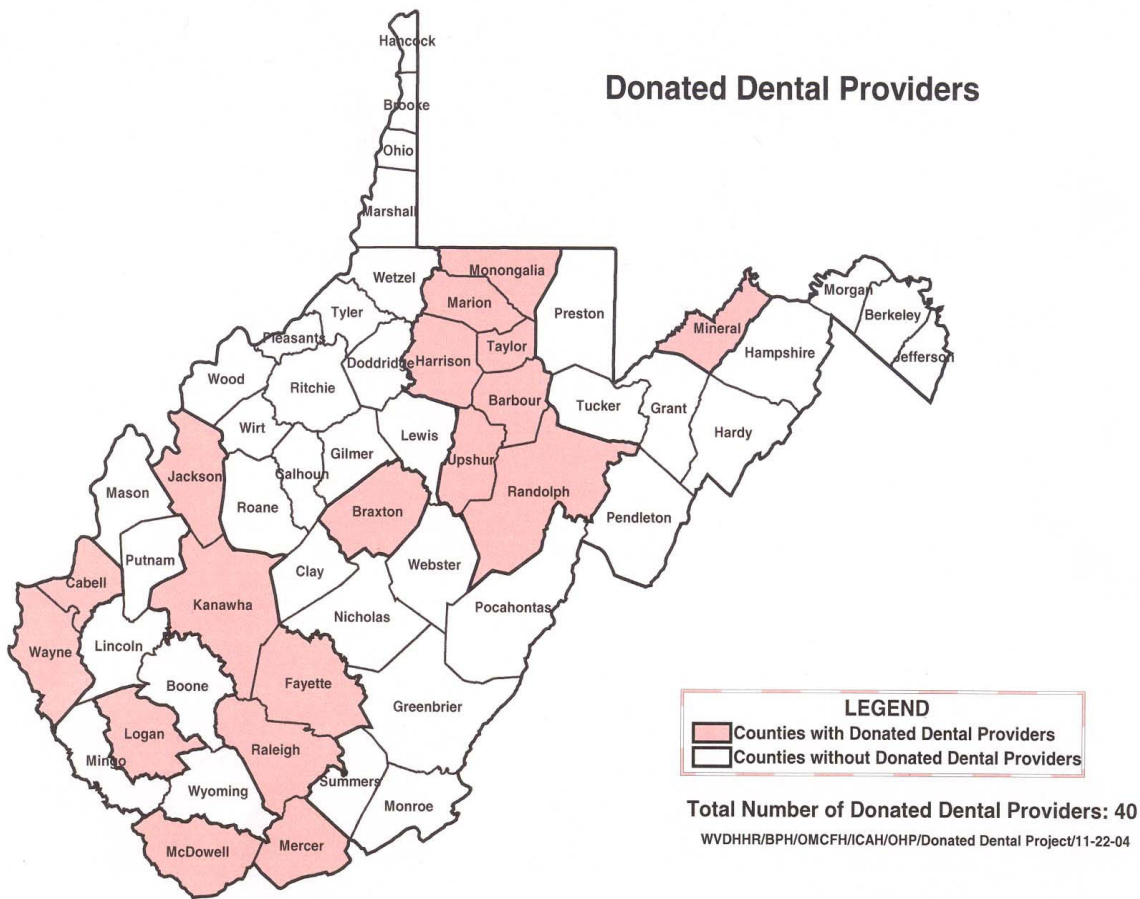 Hancock
Donated Dental Providers
Brooke
Ohio
Marshall
Wetzel
Monongalia
Marion
Preston
Morgan
Berkeley
Jefferson
Tyler
Mineral
Hampshire
Pleasants
Doddridge
Harrison
Taylor
Wood
Ritchie
Barbour
Tucker
Grant
Hardy
Wirt
Lewis
Gilmer
Upshur
Jackson
Calhoun
Mason
Roane
Braxton
Randolph
Pendleton
Putnam
Clay
Webster
Cabell
Kanawha
Nicholas
Pocahontas
Wayne
Lincoln
Boone
Fayette
Greenbrier
Logan
Raleigh
Mingo
Wyoming
Summers
Monroe
McDowell
Mercer
LEGEND
Counties with Donated Dental Providers
Counties without Donated Dental Providers
Total Number of Donated Dental Providers: 40
WVDHHR/BPH/OMCFH/ICAH/OHP/Donated Dental Project/11-22-04